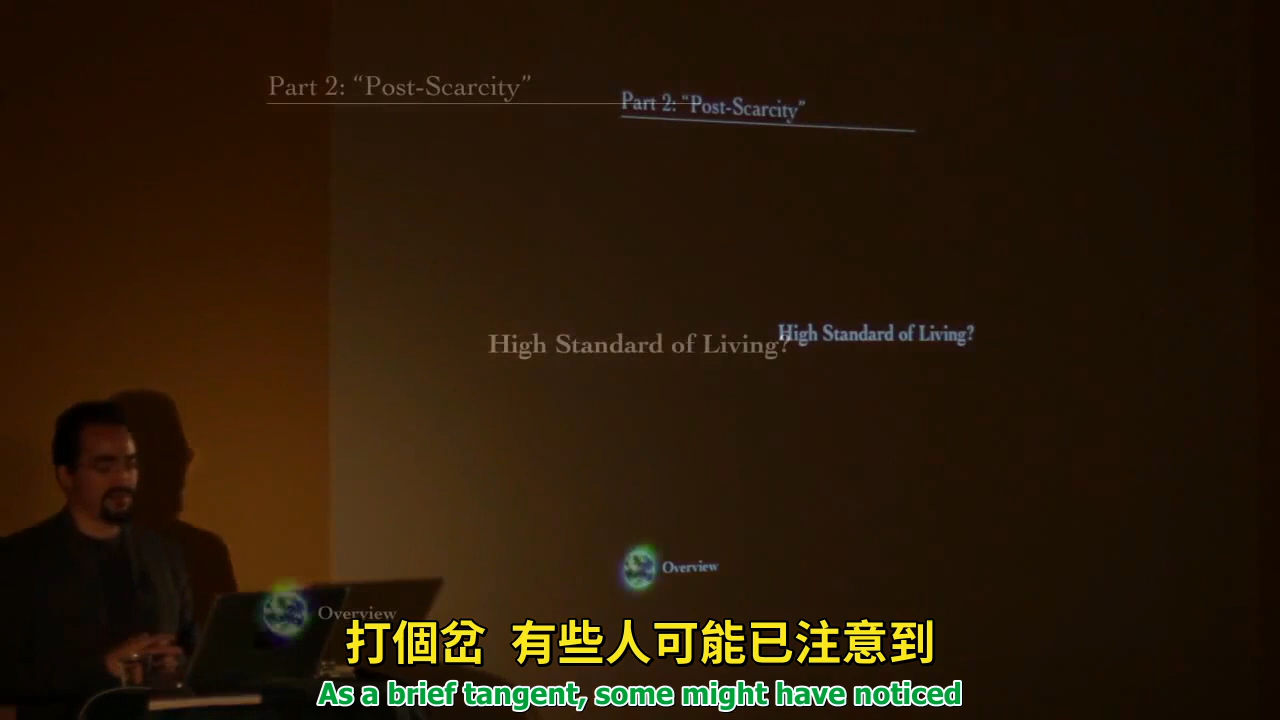 Part 2: “Post-Scarcity”
Part 2: “Post-Scarcity”
High Standard of Living?
High Standard of Living?
Overview
Overview
打個岔 有些人可能已注意到
As a brief tangent, some might have noticed